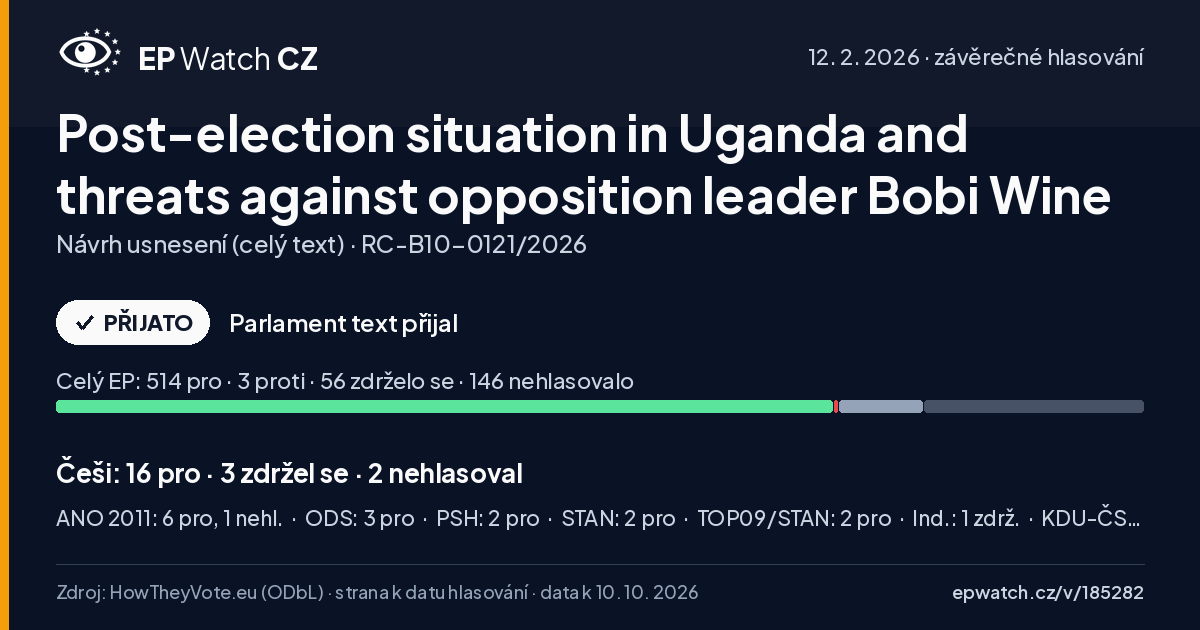 EP Watch CZ
12. 2. 2026 · závěrečné hlasování
Post-election situation in Uganda and
threats against opposition leader Bobi Wine
Návrh usnesení (celý text) · RC-B10-0121/2026
✓ PŘIJATO Parlament text přijal
Celý EP: 514 pro · 3 proti · 56 zdrželo se · 146 nehlasovalo
Češi: 16 pro · 3 zdržel se · 2 nehlasoval
ANO 2011: 6 pro, 1 nehl. · ODS: 3 pro · PSH: 2 pro · STAN: 2 pro · TOP09/STAN: 2 pro · Ind.: 1 zdrž. · KDU-ČS…
Zdroj: HowTheyVote.eu (ODbL) · strana k datu hlasování · data k 10. 10. 2026
epwatch.cz/v/185282